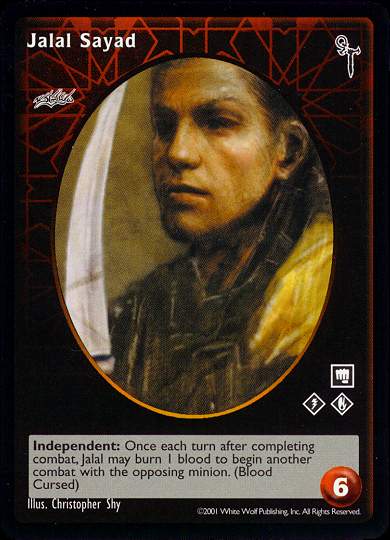 Jalal Sayad
Independent: Once each turn after completing
combat, Jalal may burn 1 blood to begin another
combat with the opposing minion. (Blood
Cursed)
6
Illus. Christopher Shy
©2001 White Wolf Publishing, Inc. All Rights Reserved.